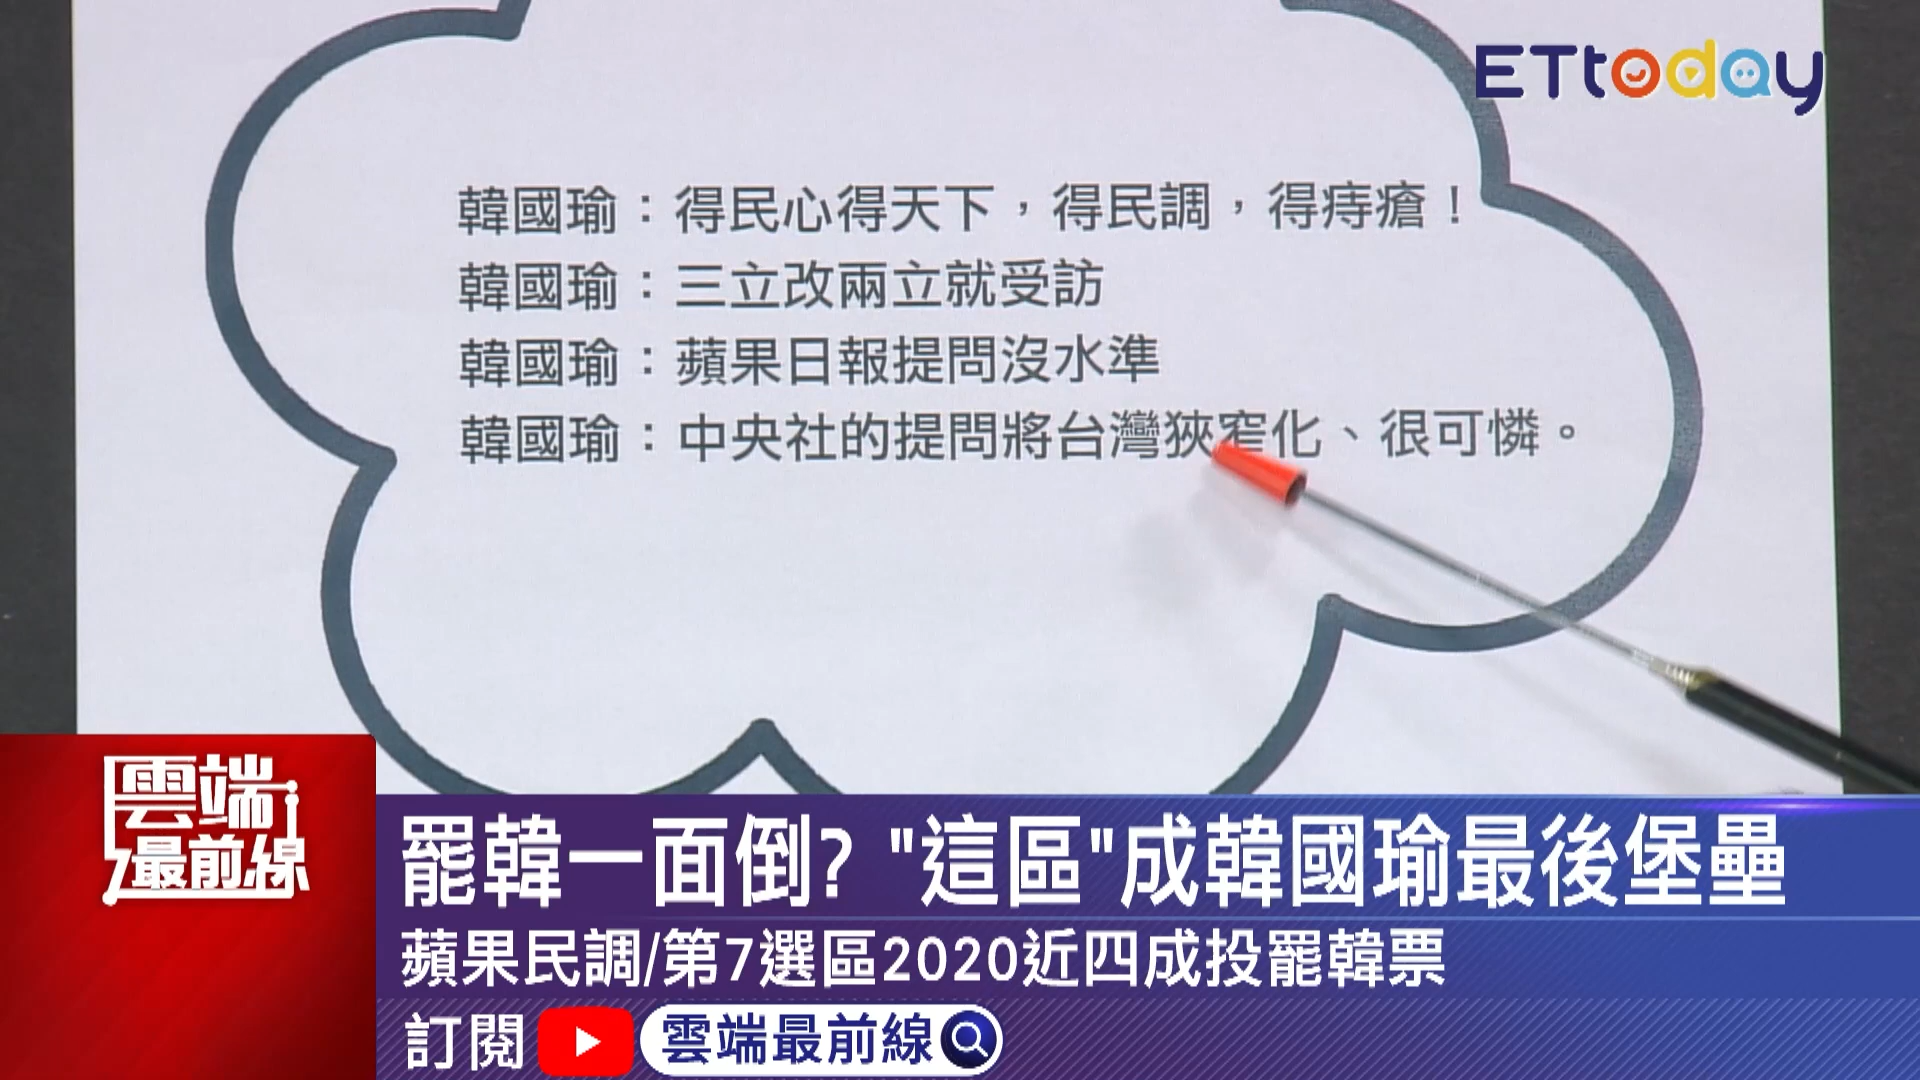 ETtoday
韓國瑜：得民心得天下，得民調，得痔瘡！
韓國瑜：三立改兩立就受訪
韓國瑜：蘋果日報提問沒水準
韓國瑜：中央社的提問將台灣狹窄化、很可憐。
雲端
最前線
罷韓一面倒? "這區"成韓國瑜最後堡壘
蘋果民調/第7選區2020近四成投罷韓票
訂閱 雲端最前線